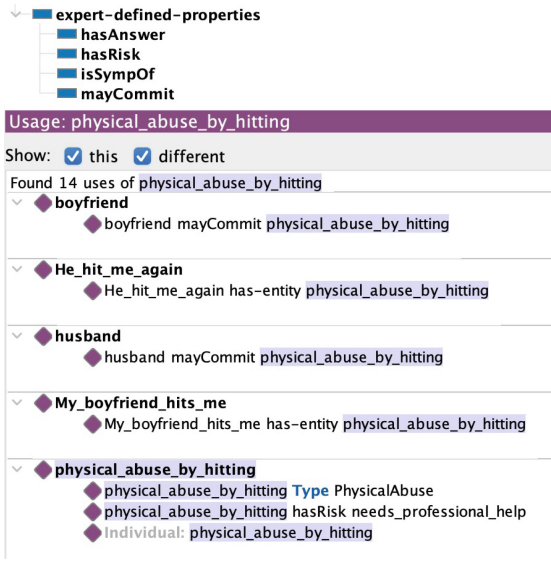 expert-defined-properties
hasAnswer
hasRisk
isSympOf
mayCommit
Usage: physical_abuse_by_hitting
Show: this different
Found 14 uses of physical_abuse_by_hitting
boyfriend
boyfriend mayCommit physical_abuse_by_hitting
He_hit_me_again
He_hit_me_again has-entity physical_abuse_by_hitting
husband
husband mayCommit physical_abuse_by_hitting
My_boyfriend_hits_me
My_boyfriend_hits_me has-entity physical_abuse_by_hitting
physical_abuse_by_hitting
physical_abuse_by_hitting Type PhysicalAbuse
physical_abuse_by_hitting hasRisk needs_professional_help
Individual: physical_abuse_by_hitting